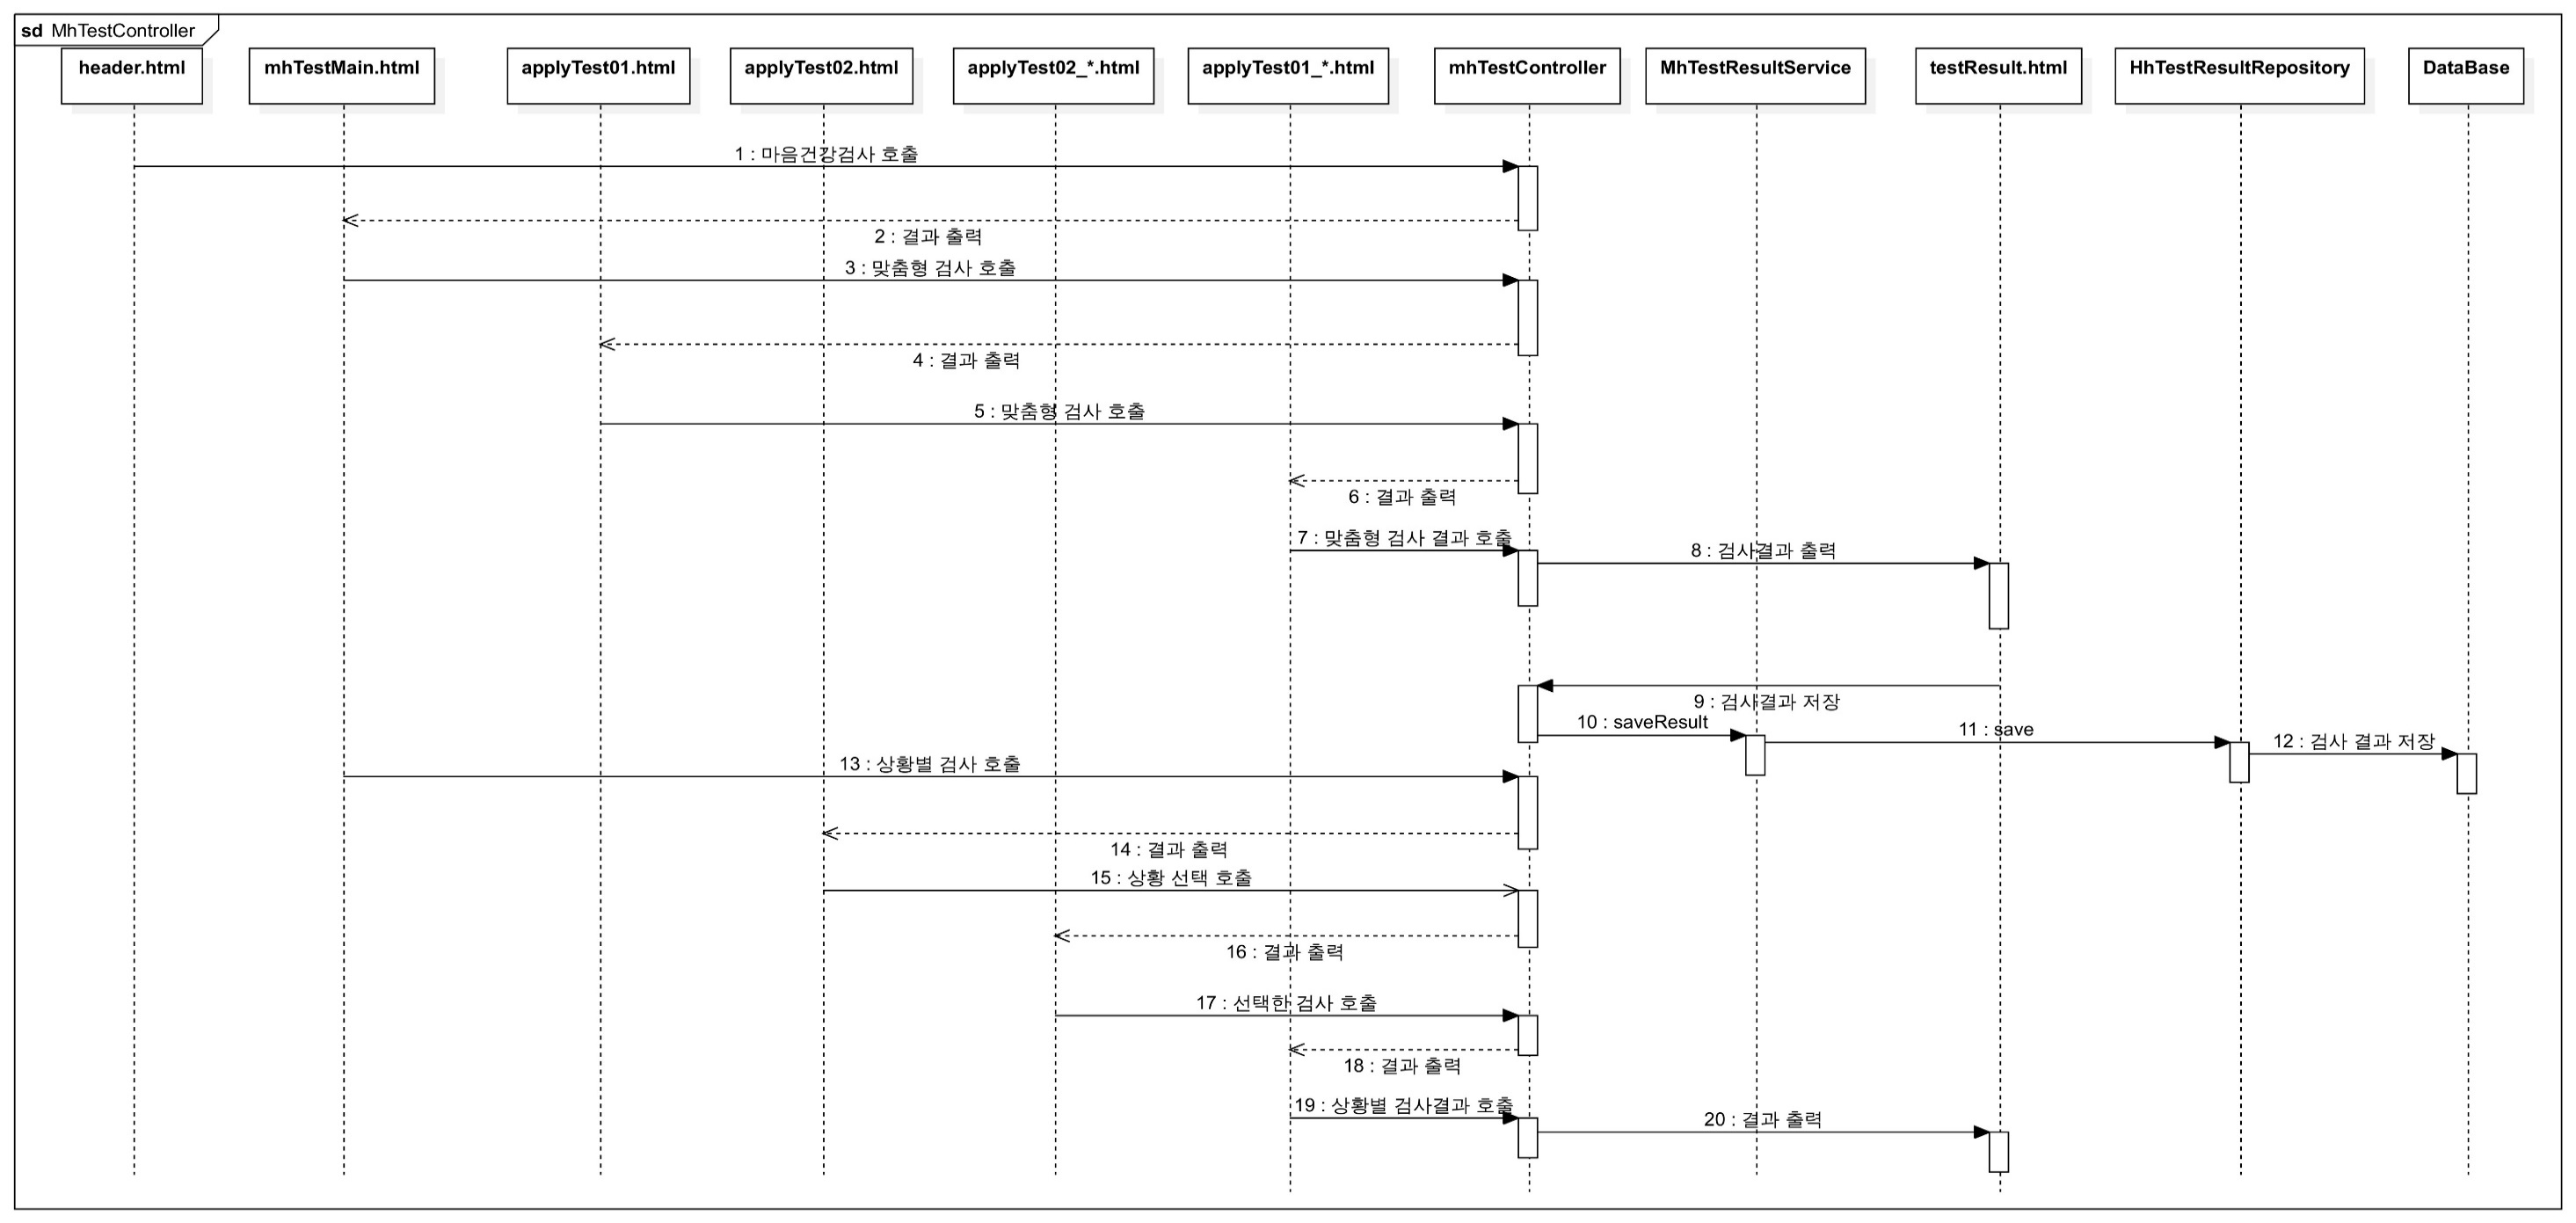 sd MhTestController
header.html
mhTestMain.html
applyTest01.html
applyTest02.html
applyTest02_*.html
applyTest01_*.html
mhTestController
MhTestResultService
testResult.html
HhTestResultRepository
DataBase
1 : 마음건강검사 호출
2 : 결과 출력
3 : 맞춤형 검사 호출
4 : 결과 출력
5 : 맞춤형 검사 호출
6 : 결과 출력
7 : 맞춤형 검사 결과 호출
8 : 검사결과 출력
9 : 검사결과 저장
10 : saveResult
11 : save
12 : 검사 결과 저장
13 : 상황별 검사 호출
14 : 결과 출력
15 : 상황 선택 호출
16 : 결과 출력
17 : 선택한 검사 호출
18 : 결과 출력
19 : 상황별 검사결과 호출
20 : 결과 출력